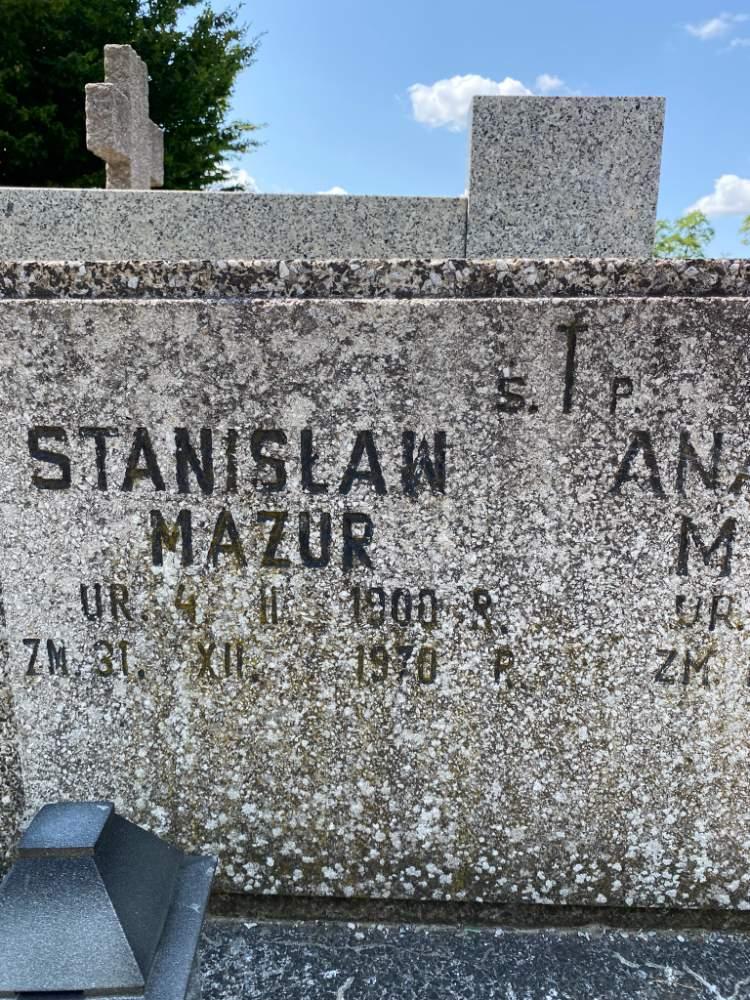 S. P.
STANISŁAW
MAZUR
UR. 4 II 1900 R.
ZM. 31. XII. 1970 R.
UR.
ZM.